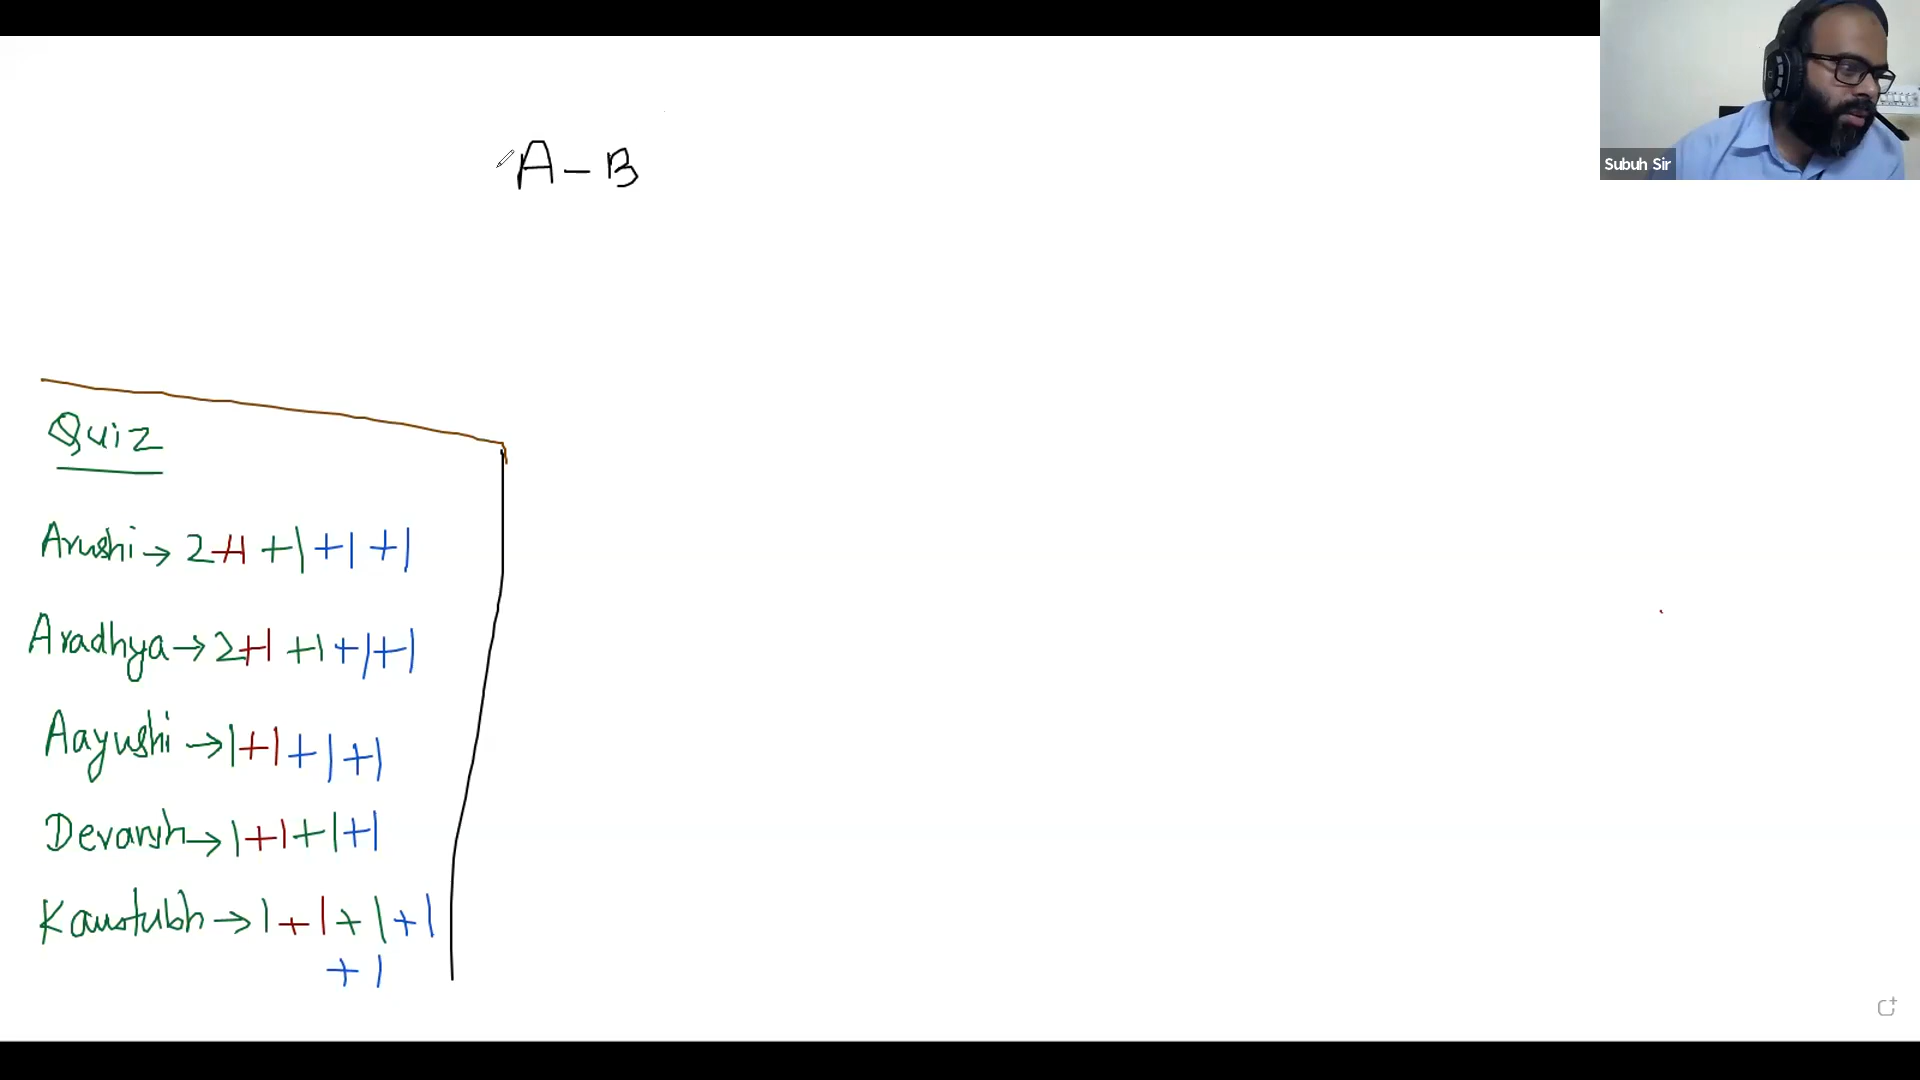 A - B
Subuh Sir
Quiz
Arushi → 2+1 +1 +1 +1
Aradhya → 2+1 +1 +1+1
Aayushi → 1+1 +1 +1
Devansh → 1+1+1+1
Kaustubh → 1+1+1+1
+1